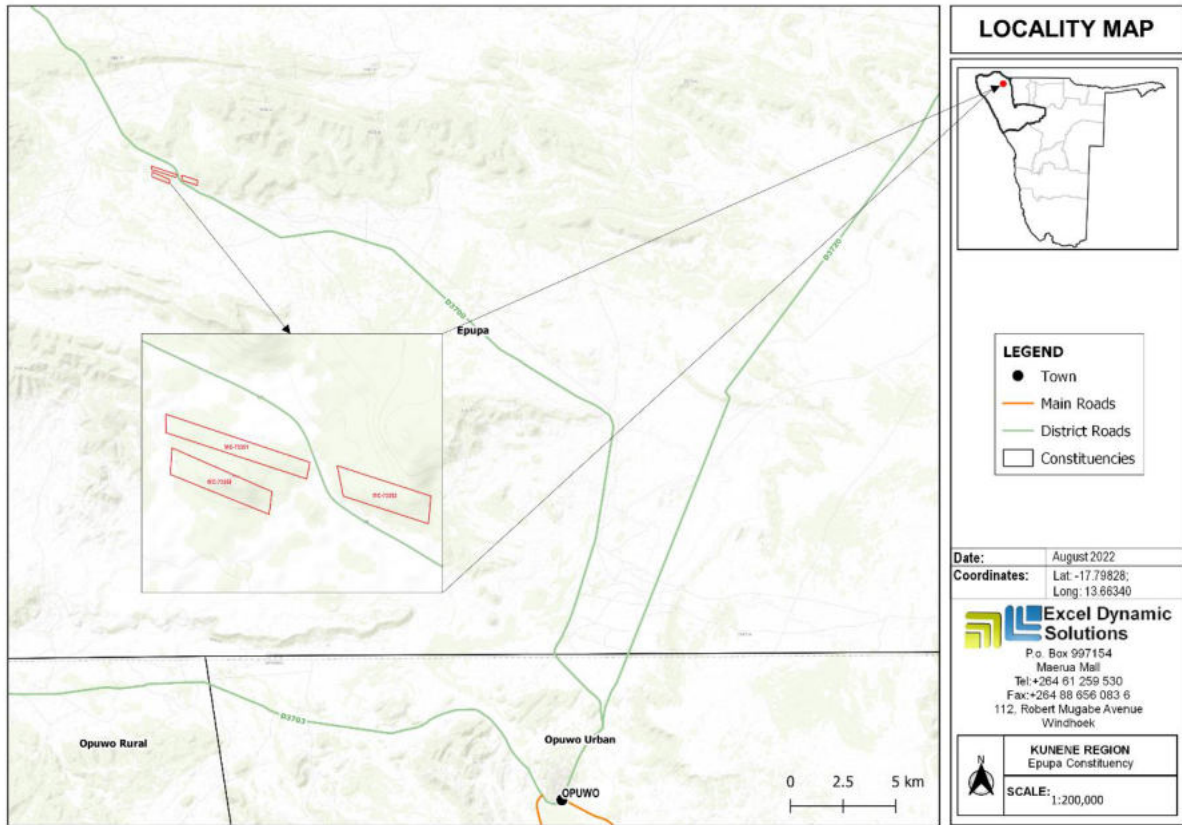 LOCALITY MAP
D3700
Epupa
D3720
D3703
Opuwo Rural
Opuwo Urban
OPUWO
0 2.5 5 km
LEGEND
Town
Main Roads
District Roads
Constituencies
Date: August 2022
Coordinates: Lat: -17.79828;
Long: 13.66340
Excel Dynamic
Solutions
P.o. Box 997154
Maerua Mall
Tel:+264 61 259 530
Fax:+264 88 656 083 6
112, Robert Mugabe Avenue
Windhoek
N
KUNENE REGION
Epupa Constituency
SCALE: 1:200,000